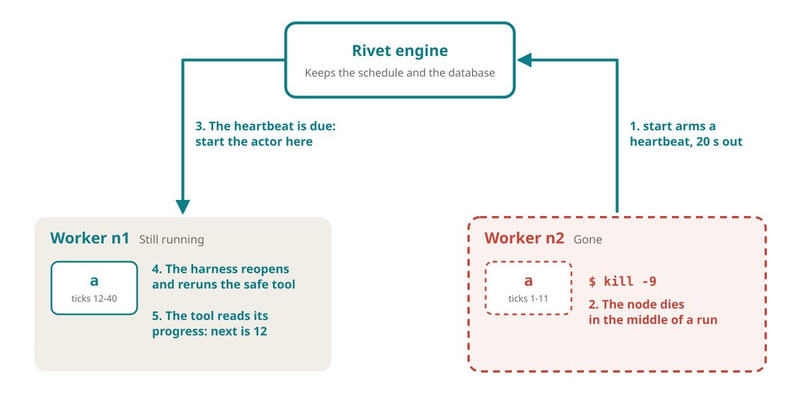 Rivet engine
Keeps the schedule and the database
3. The heartbeat is due:
start the actor here
1. start arms a
heartbeat, 20 s out
Worker n1 Still running
a
ticks 12-40
4. The harness reopens
and reruns the safe tool
5. The tool reads its
progress: next is 12
Worker n2 Gone
a
ticks 1-11
$ kill -9
2. The node dies
in the middle of a run